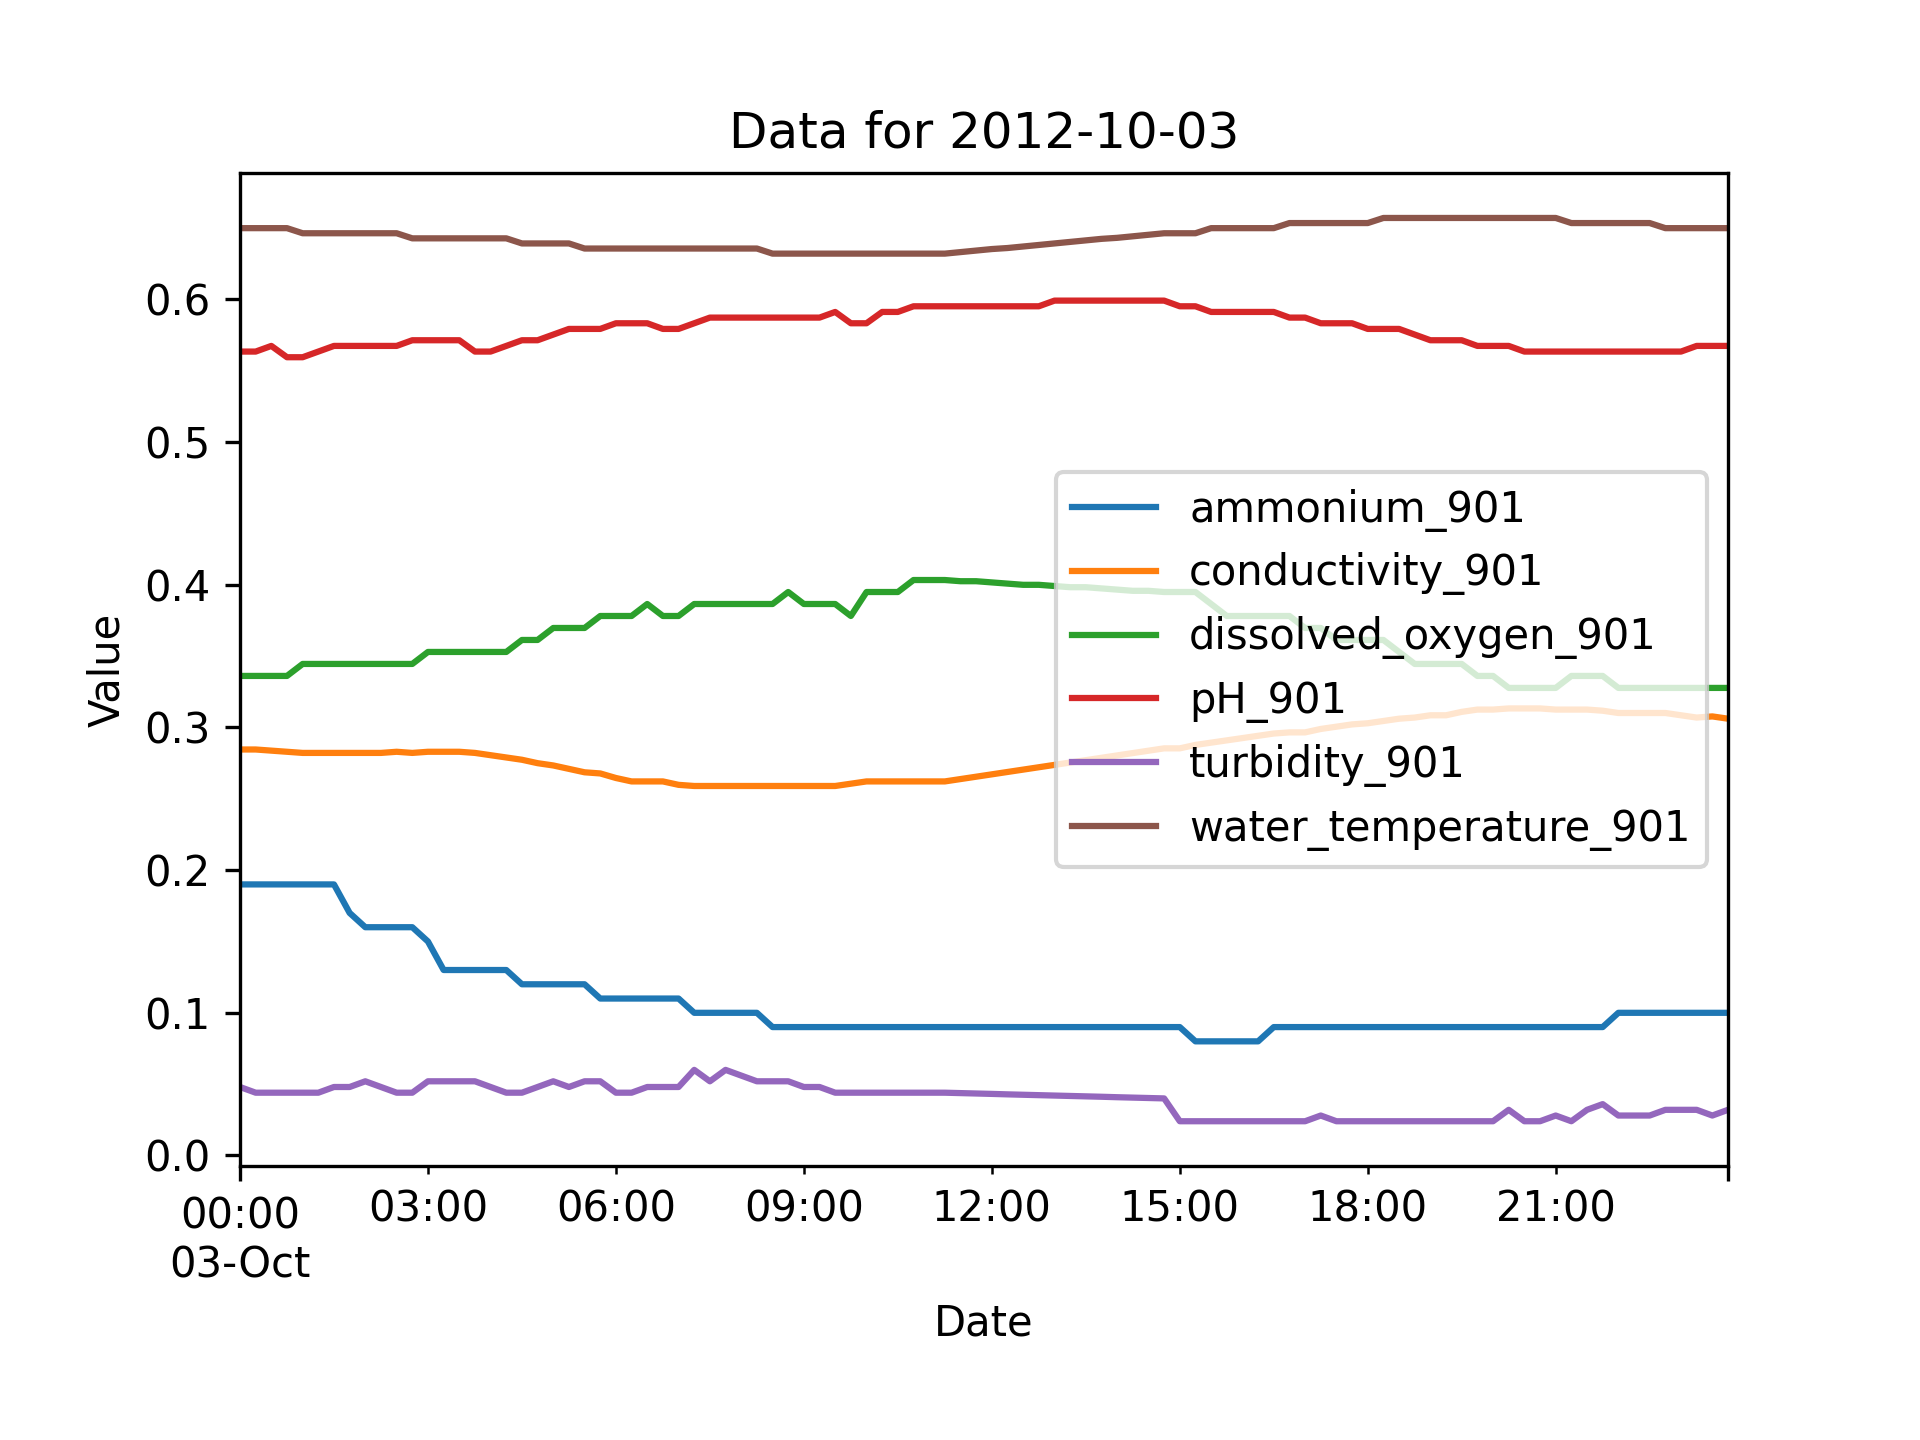 Data for 2012-10-03
Value
0.6
0.5
0.4
0.3
0.2
0.1
0.0
ammonium_901
conductivity_901
dissolved_oxygen_901
pH_901
turbidity_901
water_temperature_901
00:00 03:00 06:00 09:00 12:00 15:00 18:00 21:00
03-Oct
Date